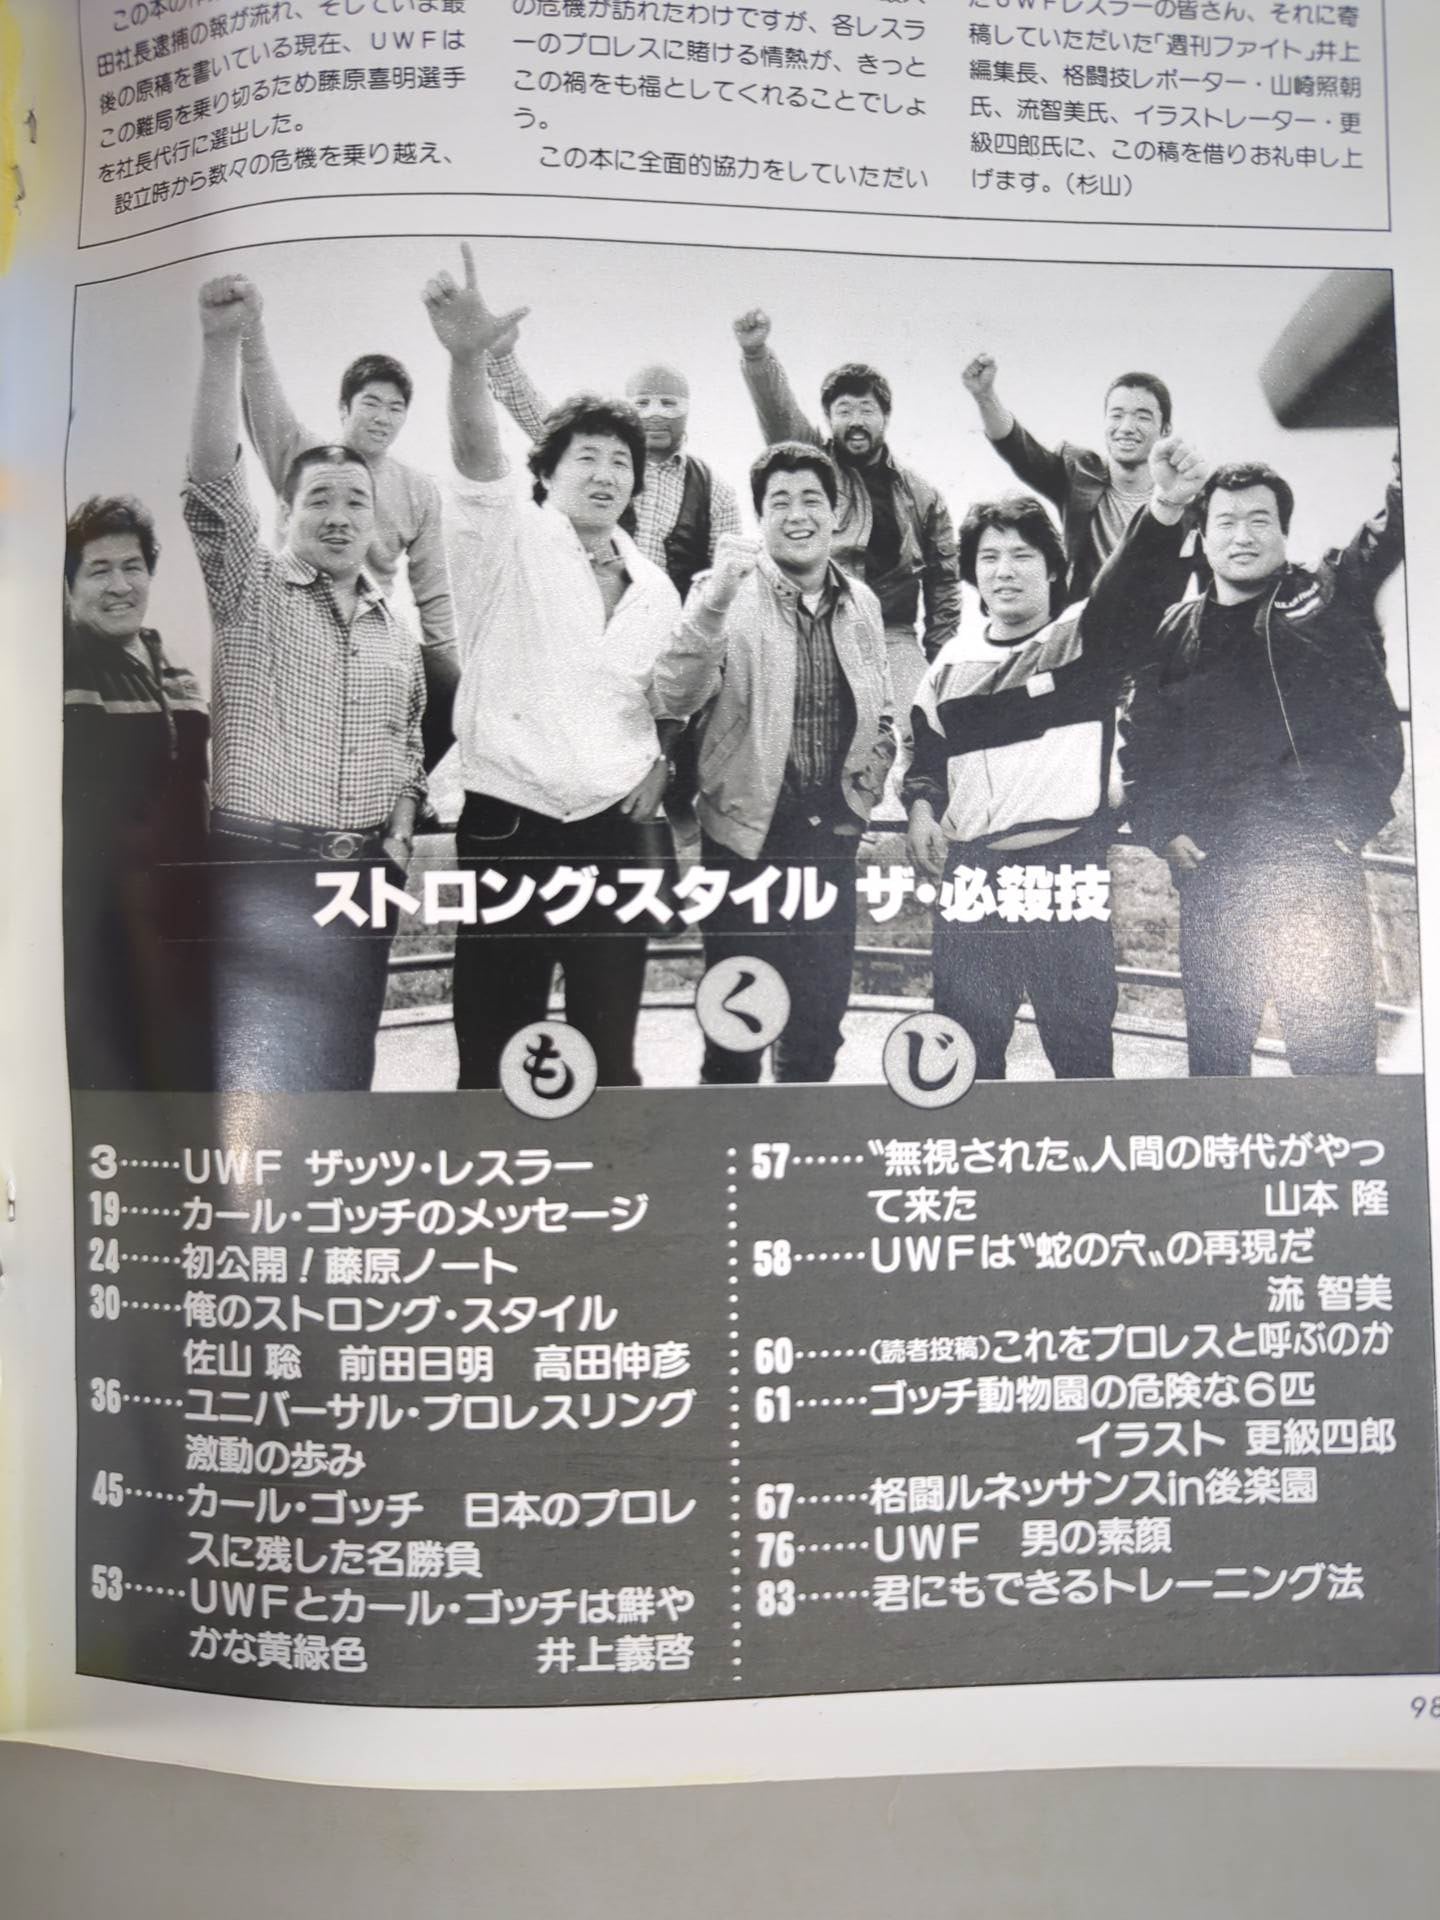 この本の作
田社長逮捕の報が流れ、そしていま最
後の原稿を書いている現在、ＵＷＦは
この難局を乗り切るため藤原喜明選手
を社長代行に選出した。
設立時から数々の危機を乗り越え、
の危機が訪れたわけですが、各レスラ
ーのプロレスに賭ける情熱が、きっと
この禍をも福としてくれることでしょ
う。
この本に全面的協力をしていただい
たＵＷＦレスラーの皆さん、それに寄
稿していただいた「週刊ファイト」井上
編集長、格闘技レポーター・山崎照朝
氏、流智美氏、イラストレーター・更
級四郎氏に、この稿を借りお礼申し上
げます。（杉山）
ストロング・スタイル ザ・必殺技
もくじ
3……ＵＷＦ ザッツ・レスラー
19……カール・ゴッチのメッセージ
24……初公開！藤原ノート
30……俺のストロング・スタイル
佐山 聡　前田日明　高田伸彦
36……ユニバーサル・プロレスリング
激動の歩み
45……カール・ゴッチ　日本のプロレ
スに残した名勝負
53……ＵＷＦとカール・ゴッチは鮮や
かな黄緑色　井上義啓
57……〝無視された〟人間の時代がやっ
て来た　山本 隆
58……ＵＷＦは〝蛇の穴〟の再現だ
流 智美
60……（読者投稿）これをプロレスと呼ぶのか
61……ゴッチ動物園の危険な６匹
イラスト 更級四郎
67……格闘ルネッサンスin後楽園
76……ＵＷＦ　男の素顔
83……君にもできるトレーニング法
98